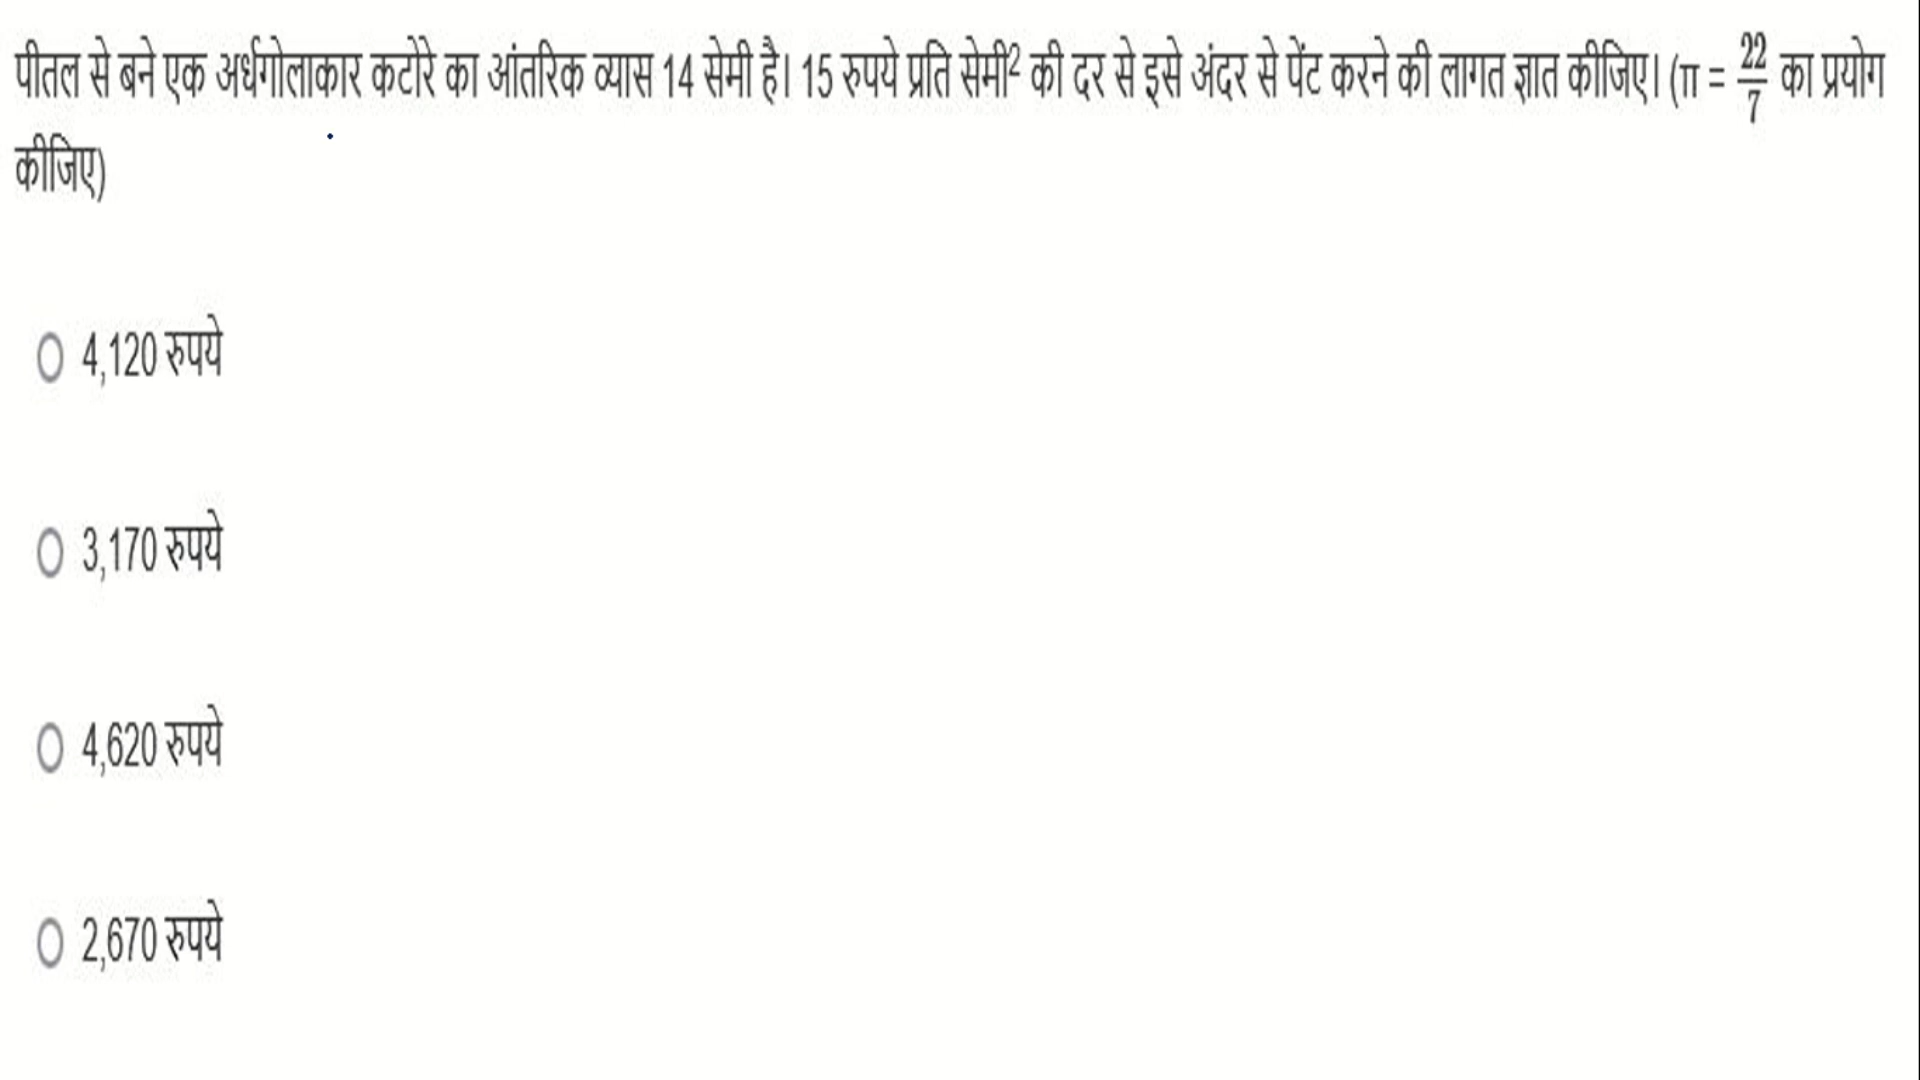 पीतल से बने एक अर्धगोलाकार कटोरे का आंतरिक व्यास 14 सेमी है। 15 रुपये प्रति सेमी² की दर से इसे अंदर से पेंट करने की लागत ज्ञात कीजिए। (π = 22/7 का प्रयोग
कीजिए)
4,120 रुपये
3,170 रुपये
4,620 रुपये
2,670 रुपये